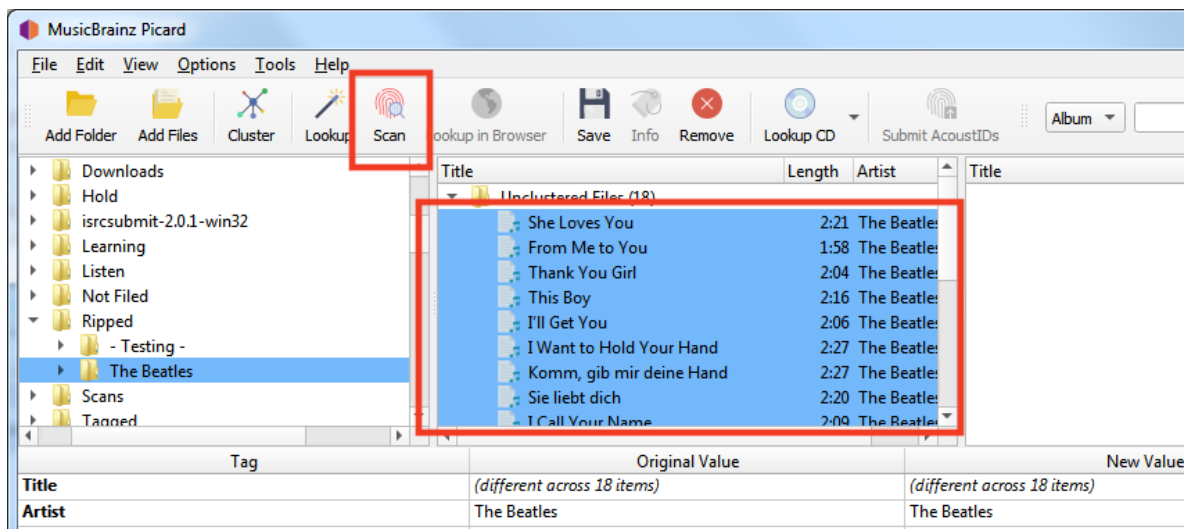 MusicBrainz Picard
File Edit View Options Tools Help
Add Folder Add Files Cluster Lookup Scan ookup in Browser Save Info Remove Lookup CD Submit AcoustIDs Album
Downloads
Hold
isrcsubmit-2.0.1-win32
Learning
Listen
Not Filed
Ripped
- Testing -
The Beatles
Scans
Tagged
Title Length Artist
Unclustered Files (18)
She Loves You 2:21 The Beatles
From Me to You 1:58 The Beatles
Thank You Girl 2:04 The Beatles
This Boy 2:16 The Beatles
I'll Get You 2:06 The Beatles
I Want to Hold Your Hand 2:27 The Beatles
Komm, gib mir deine Hand 2:27 The Beatles
Sie liebt dich 2:20 The Beatles
I Call Your Name 2:09 The Beatles
Title
Tag Original Value New Value
Title (different across 18 items) (different across 18 items)
Artist The Beatles The Beatles